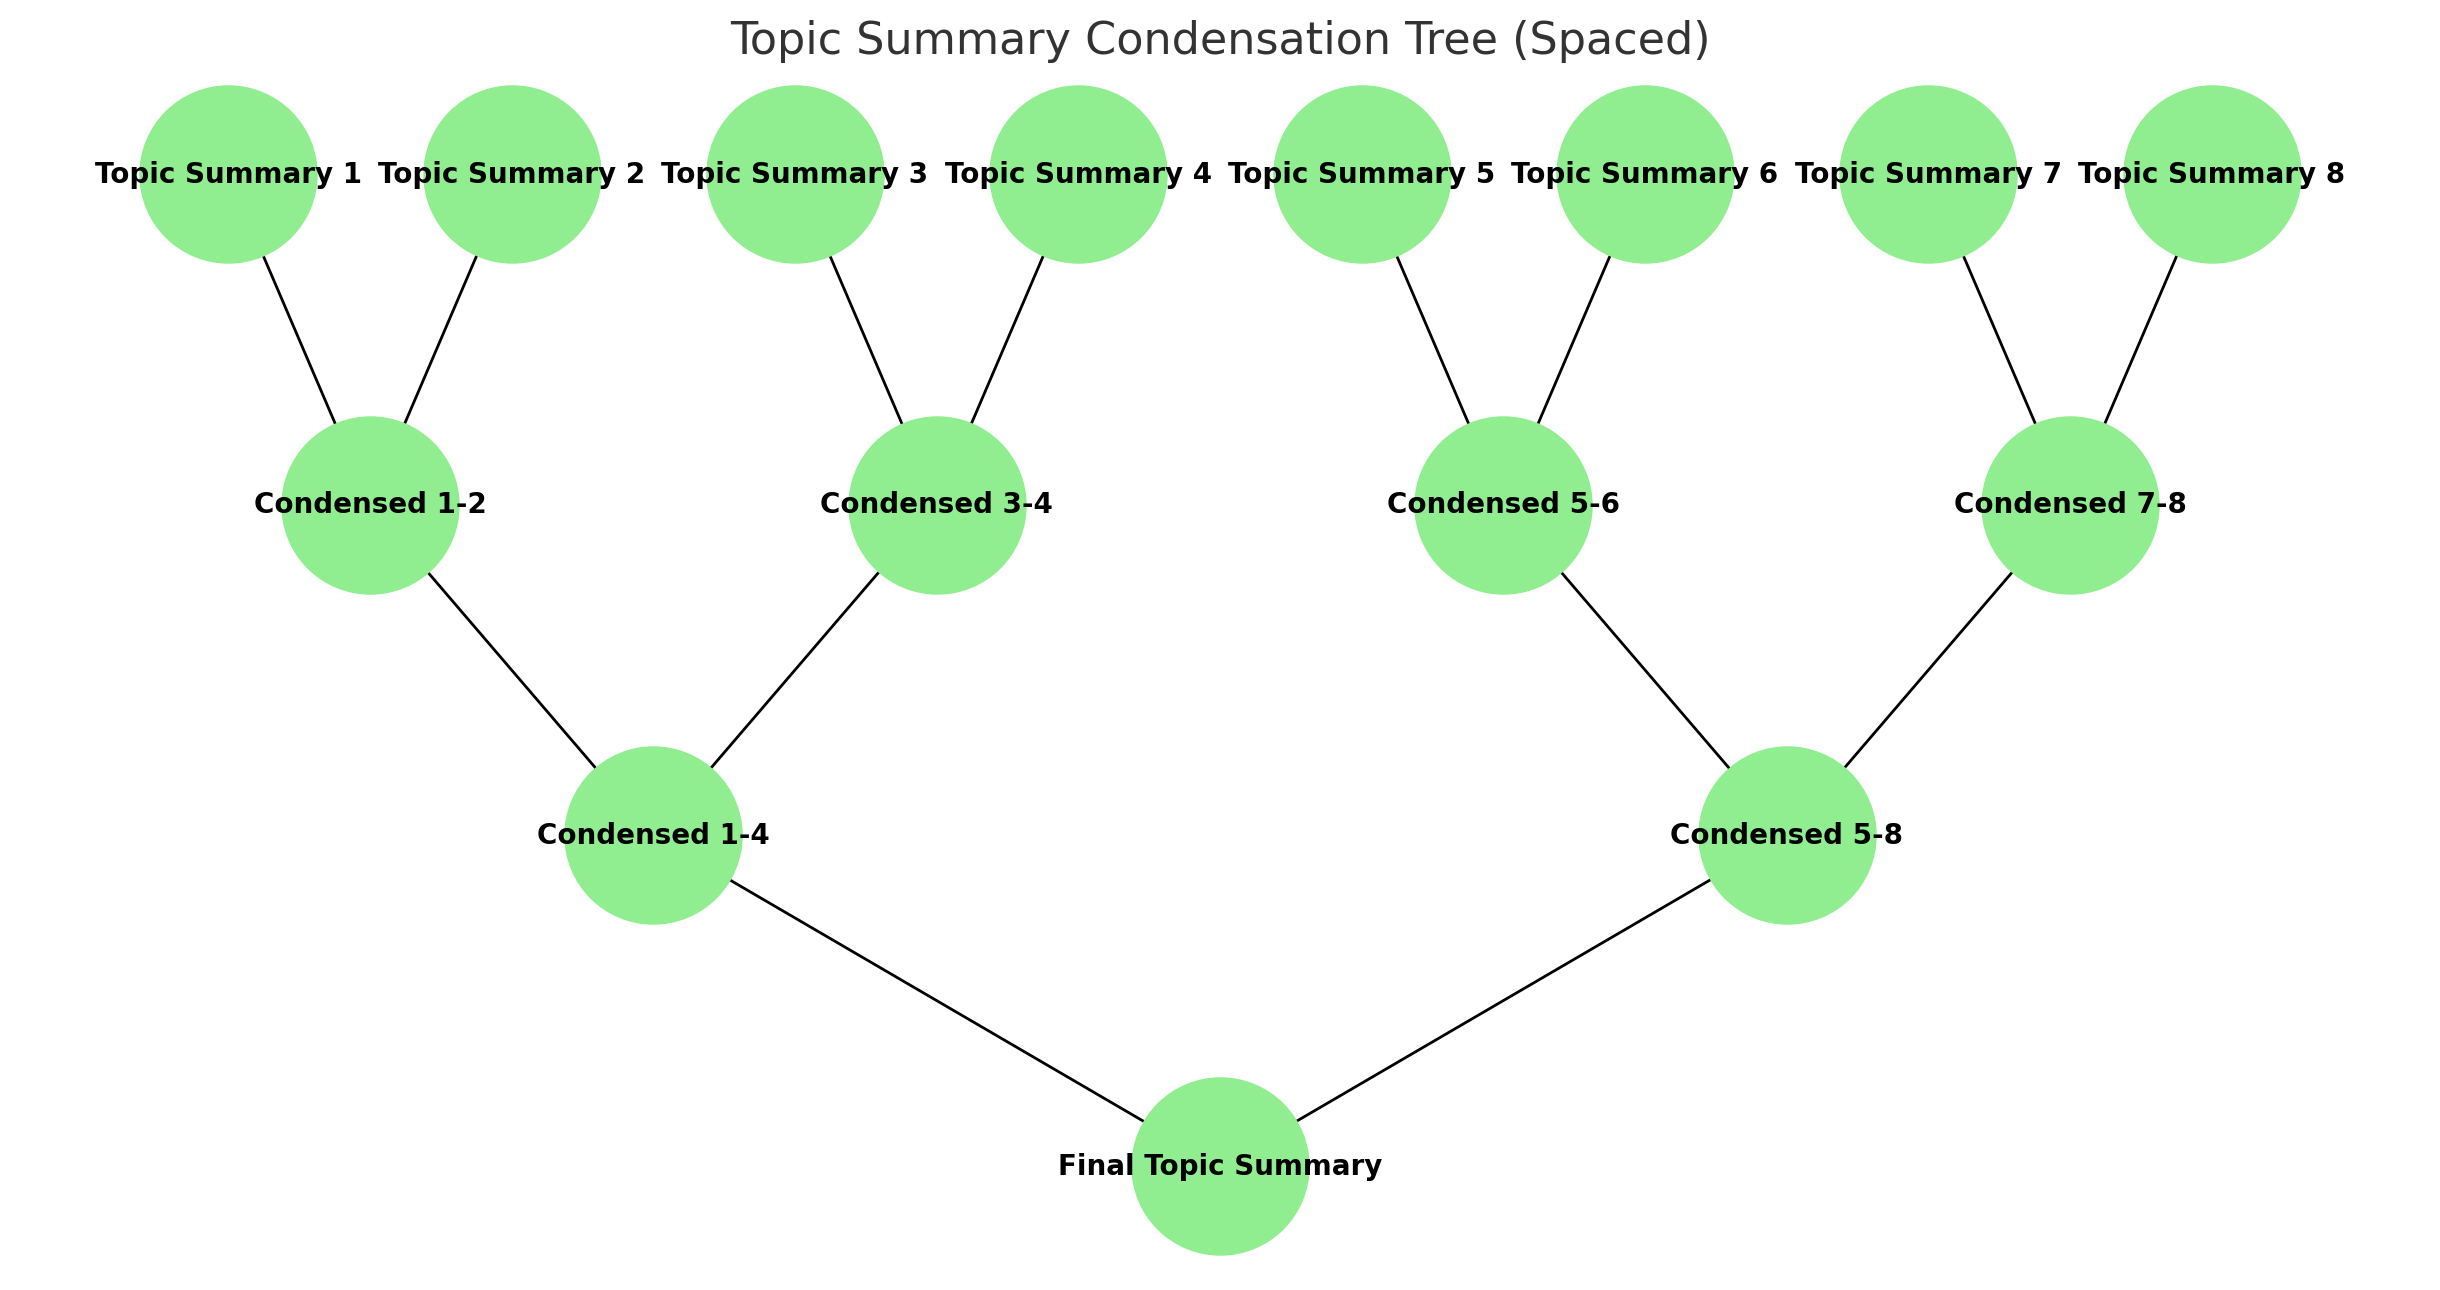 Topic Summary Condensation Tree (Spaced)
Topic Summary 1 Topic Summary 2 Topic Summary 3 Topic Summary 4 Topic Summary 5 Topic Summary 6 Topic Summary 7 Topic Summary 8
Condensed 1-2 Condensed 3-4 Condensed 5-6 Condensed 7-8
Condensed 1-4 Condensed 5-8
Final Topic Summary